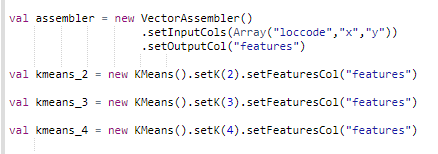 val assembler = new VectorAssembler()
.setInputCols(Array("loccode","x","y"))
.setOutputCol("features")
val kmeans_2 = new KMeans().setK(2).setFeaturesCol("features")
val kmeans_3 = new KMeans().setK(3).setFeaturesCol("features")
val kmeans_4 = new KMeans().setK(4).setFeaturesCol("features")